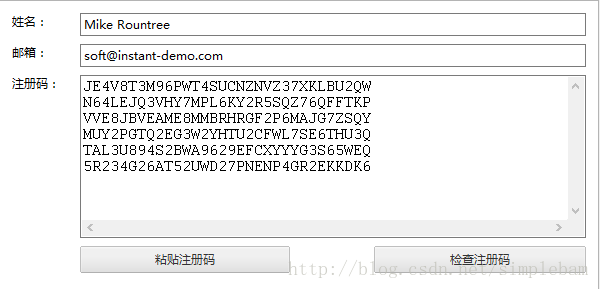 姓名： Mike Rountree
邮箱： soft@instant-demo.com
注册码： JE4V8T3M96PWT4SUCNZNVZ37XKLBU2QW
N64LEJQ3VHY7MPL6KY2R5SQZ76QFFTKP
VVE8JBVEAME8MMBRHRGF2P6MAJG7ZSQY
MUY2PGTQ2EG3W2YHTU2CFWL7SE6THU3Q
TAL3U894S2BWA9629EFCXYYYG3S65WEQ
5R234G26AT52UWD27PNENP4GR2EKKDK6
粘贴注册码 检查注册码
http://blog.csdn.net/simplebam